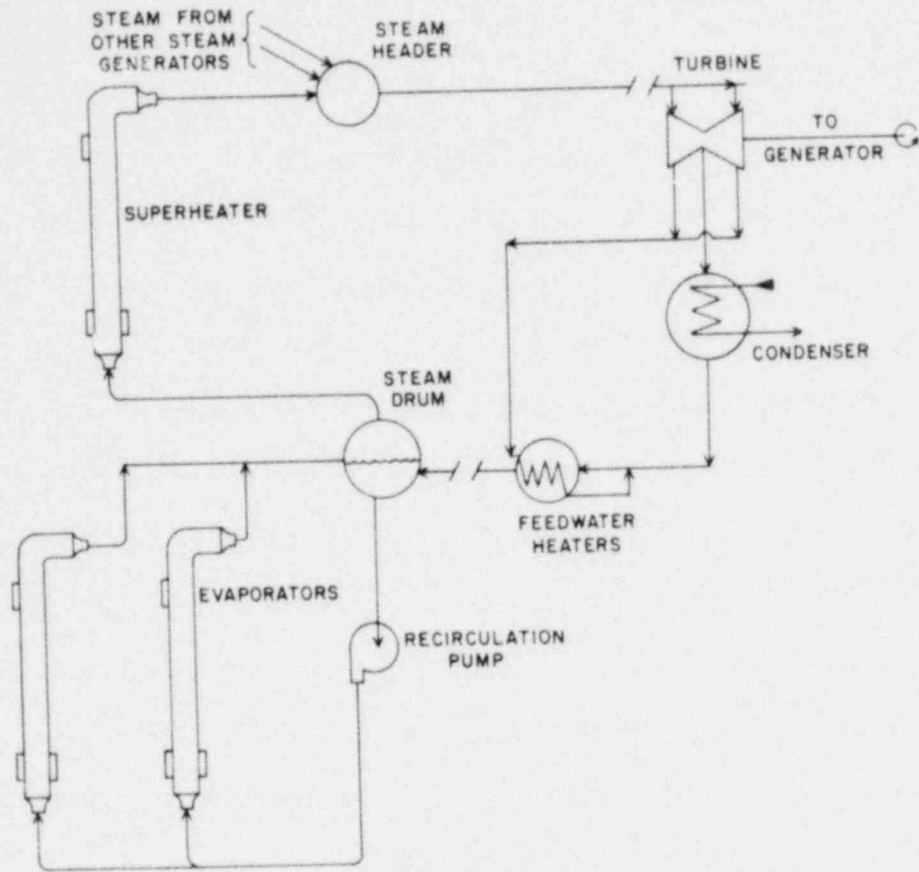 STEAM FROM
OTHER STEAM
GENERATORS
STEAM
HEADER
TURBINE
TO
GENERATOR
SUPERHEATER
CONDENSER
STEAM
DRUM
FEEDWATER
HEATERS
EVAPORATORS
RECIRCULATION
PUMP